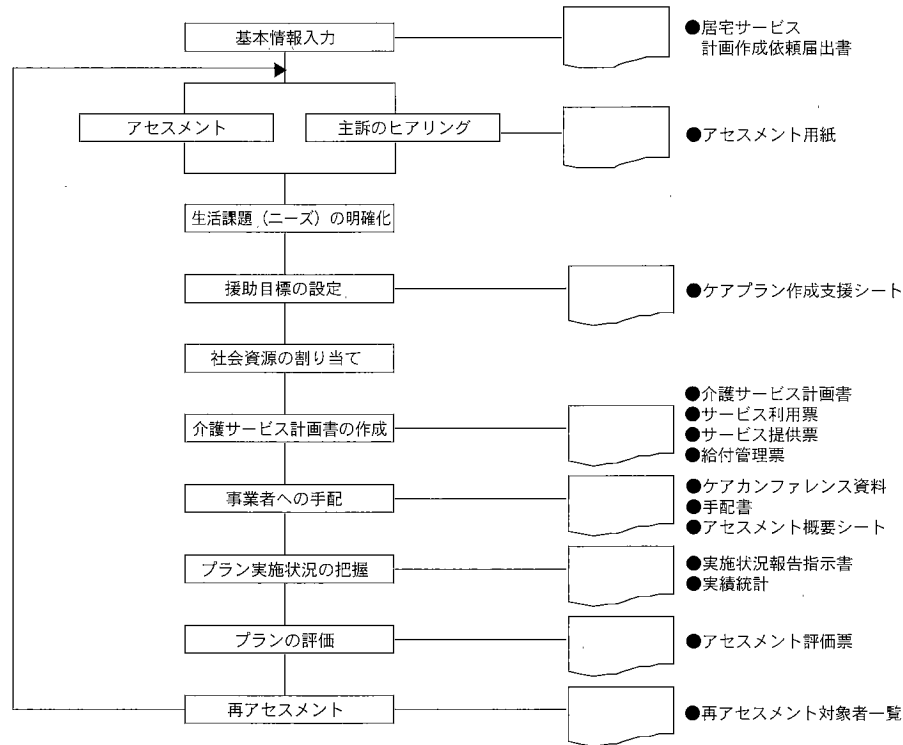 基本情報入力
●居宅サービス
計画作成依頼届出書
アセスメント
主訴のヒアリング
●アセスメント用紙
生活課題（ニーズ）の明確化
援助目標の設定
●ケアプラン作成支援シート
社会資源の割り当て
介護サービス計画書の作成
●介護サービス計画書
●サービス利用票
●サービス提供票
●給付管理票
事業者への手配
●ケアカンファレンス資料
●手配書
●アセスメント概要シート
プラン実施状況の把握
●実施状況報告指示書
●実績統計
プランの評価
●アセスメント評価票
再アセスメント
●再アセスメント対象者一覧